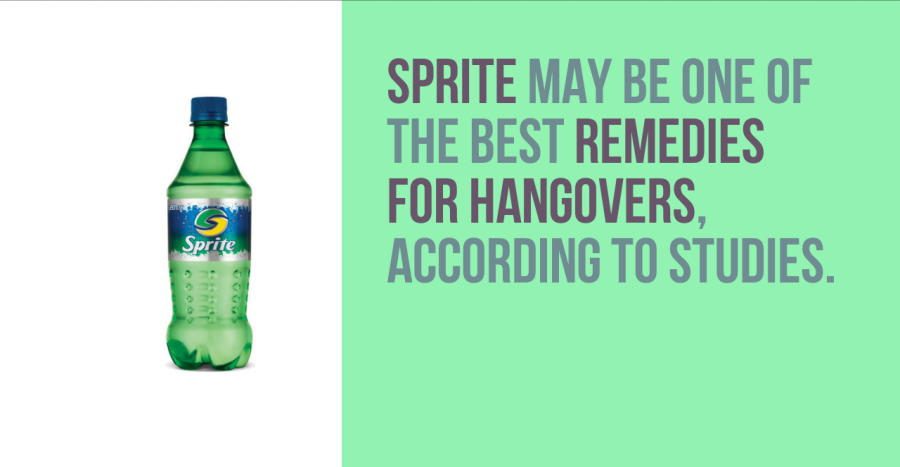 SPRITE MAY BE ONE OF
THE BEST REMEDIES
FOR HANGOVERS,
ACCORDING TO STUDIES.
Sprite